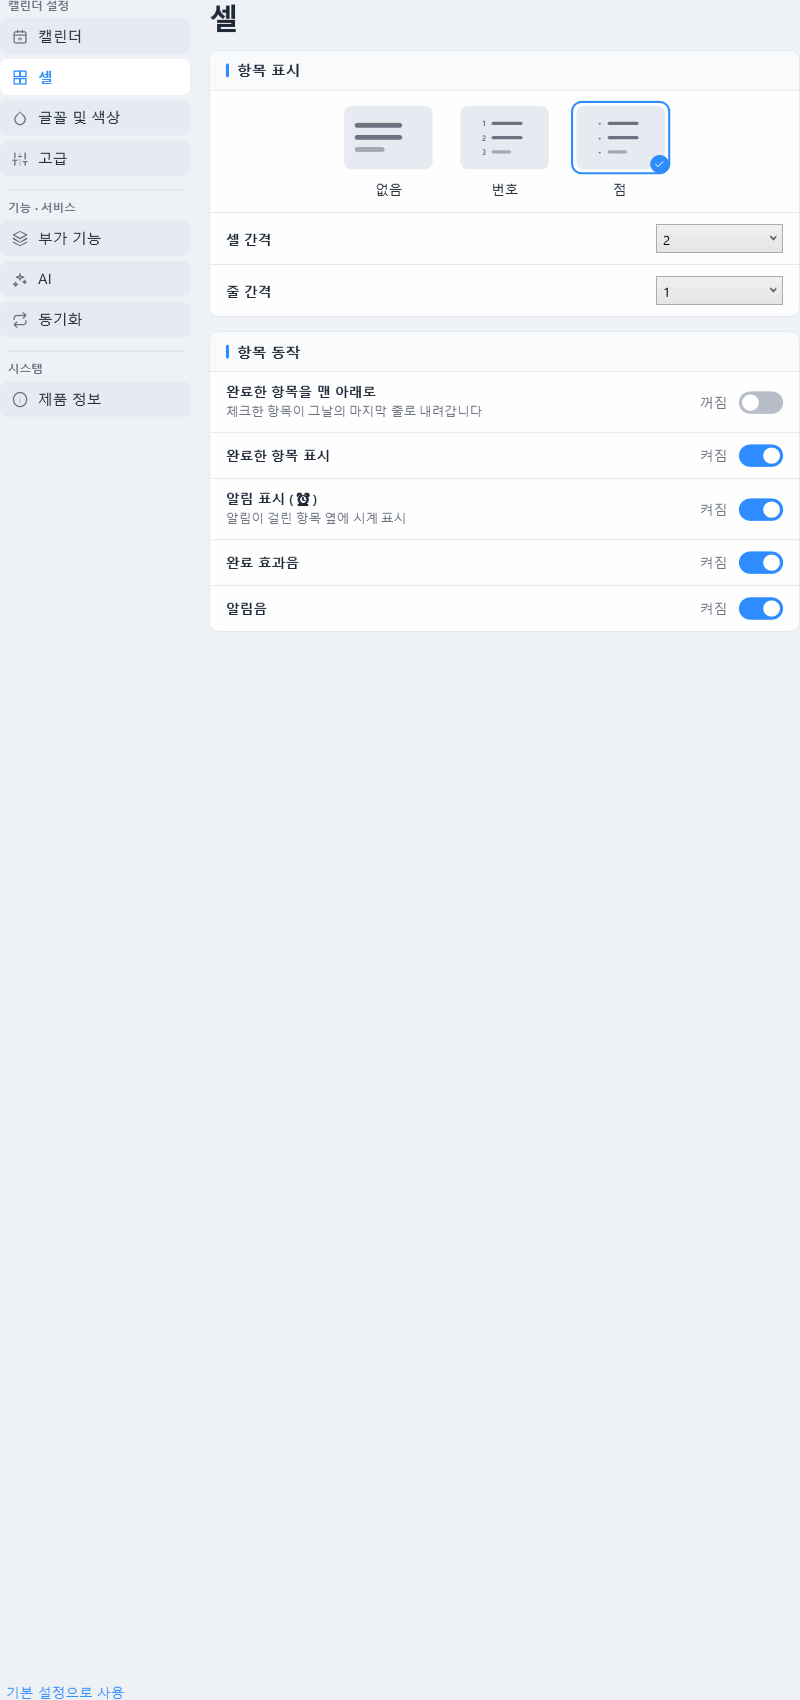 캘린더 설정
캘린더
셀
글꼴 및 색상
고급
기능 · 서비스
부가 기능
AI
동기화
시스템
제품 정보
기본 설정으로 사용
셀
항목 표시
1
2
3
없음
번호
점
셀 간격
2
줄 간격
1
항목 동작
완료한 항목을 맨 아래로
체크한 항목이 그날의 마지막 줄로 내려갑니다
꺼짐
완료한 항목 표시
켜짐
알림 표시 (⏰)
알림이 걸린 항목 옆에 시계 표시
켜짐
완료 효과음
켜짐
알림음
켜짐